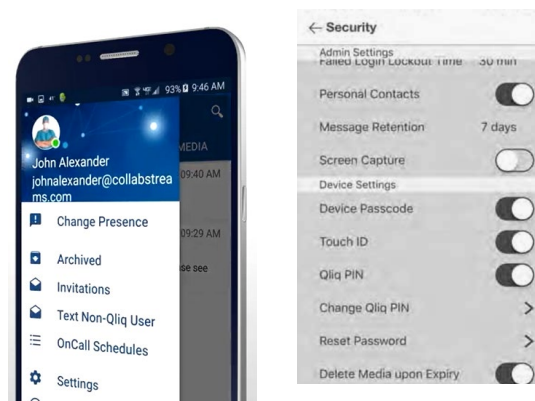 93% 9:46 AM
MEDIA
John Alexander
johnalexander@collabstrea
ms.com
09:40 AM
Change Presence
09:29 AM
Archived
se see
Invitations
Text Non-Qliq User
OnCall Schedules
Settings
← Security
Admin Settings
Failed Login Lockout Time 30 min
Personal Contacts
Message Retention 7 days
Screen Capture
Device Settings
Device Passcode
Touch ID
Qliq PIN
Change Qliq PIN >
Reset Password >
Delete Media upon Expiry